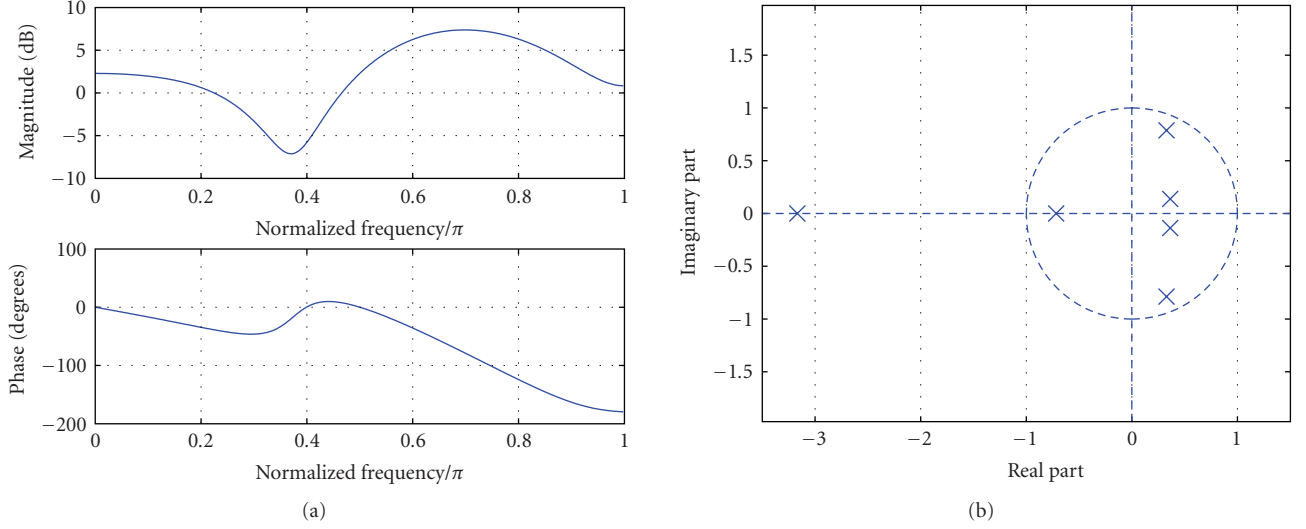 10
5
0
−5
−10
Magnitude (dB)
0 0.2 0.4 0.6 0.8 1
Normalized frequency/π
100
0
−100
−200
Phase (degrees)
0 0.2 0.4 0.6 0.8 1
Normalized frequency/π
(a)
1.5
1
0.5
0
−0.5
−1
−1.5
Imaginary part
−3 −2 −1 0 1
Real part
(b)